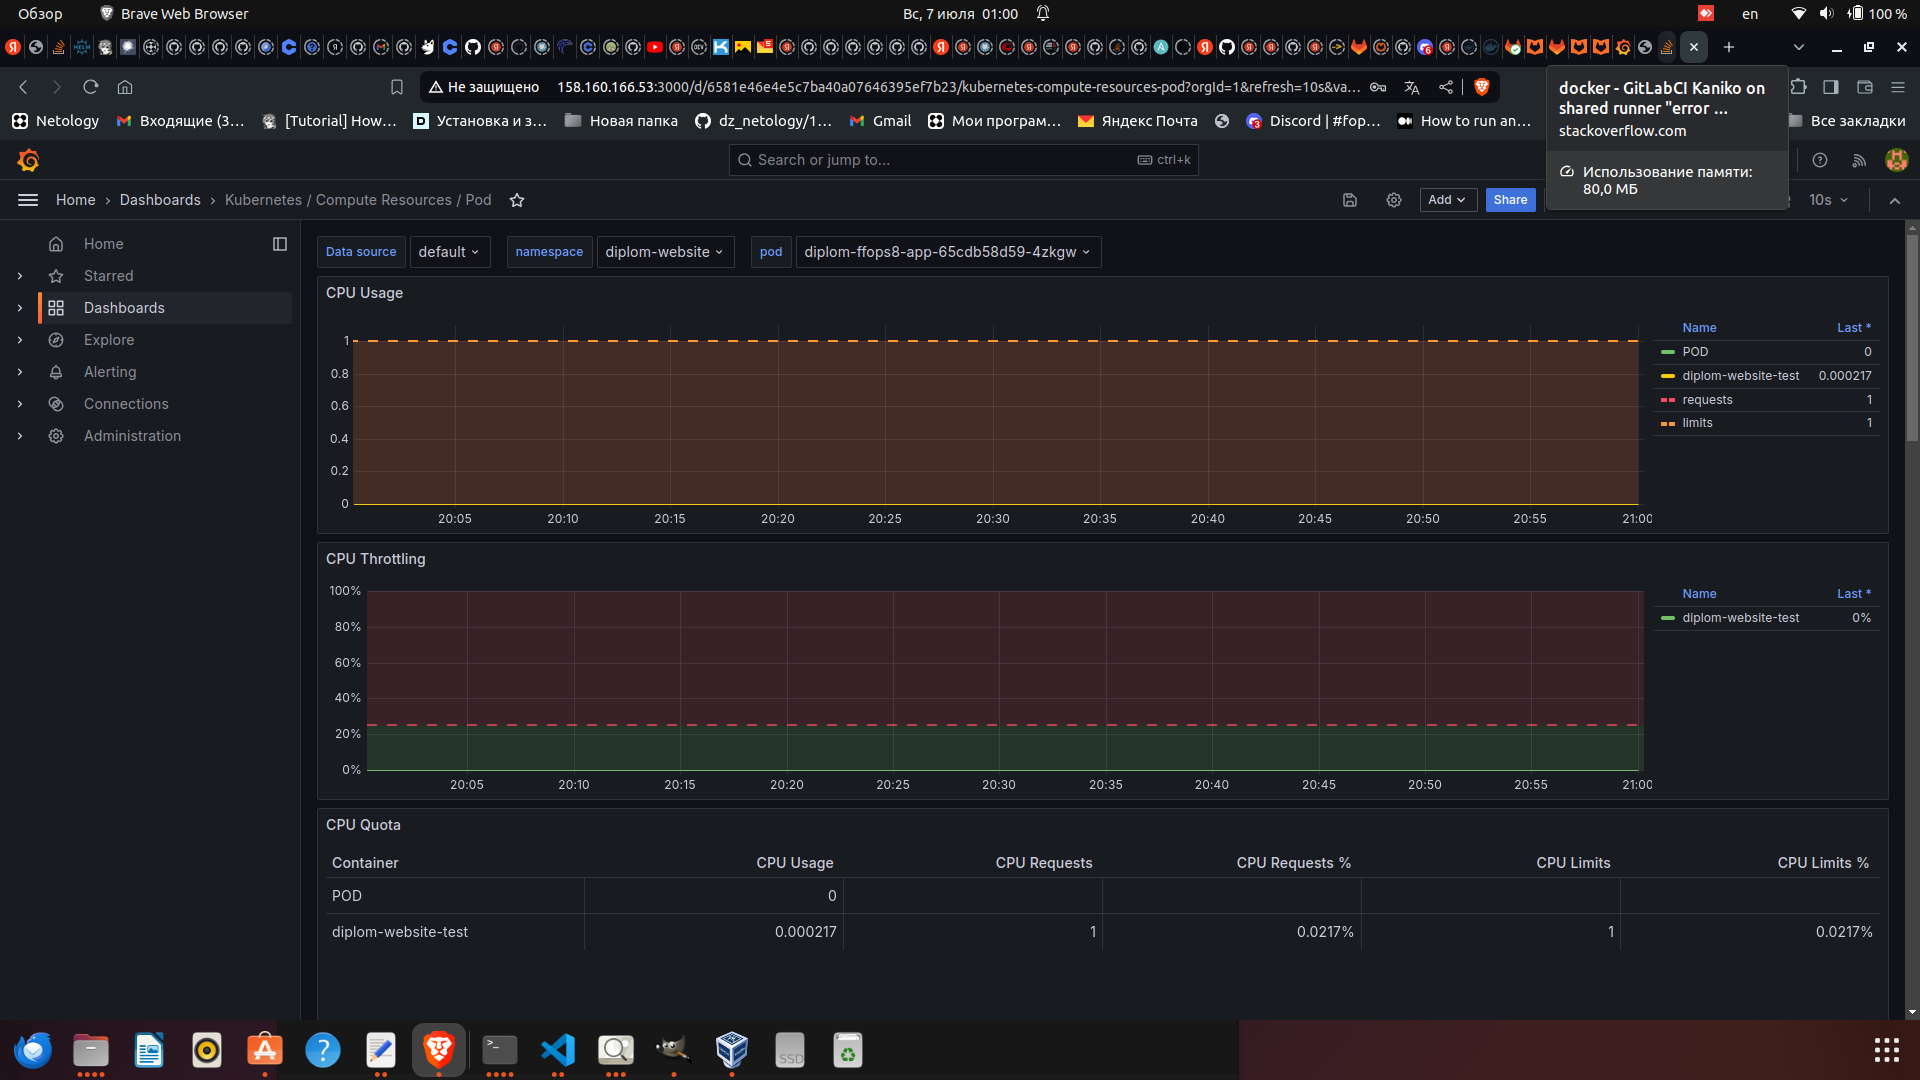 Обзор
Brave Web Browser
Вс, 7 июля 01:00
en
100 %
Не защищено
158.160.166.53:3000/d/6581e46e4e5c7ba40a07646395ef7b23/kubernetes-compute-resources-pod?orgId=1&refresh=10s&va...
docker - GitLabCI Kaniko on
shared runner "error ...
stackoverflow.com
Использование памяти:
80,0 МБ
Netology
Входящие (3...
[Tutorial] How...
Установка и з...
Новая папка
dz_netology/1...
Gmail
Мои програм...
Яндекс Почта
Discord | #fop...
How to run an...
Все закладки
Search or jump to...
ctrl+k
Home
Dashboards
Kubernetes / Compute Resources / Pod
Add
Share
10s
Home
Starred
Dashboards
Explore
Alerting
Connections
Administration
Data source
default
namespace
diplom-website
pod
diplom-ffops8-app-65cdb58d59-4zkgw
CPU Usage
1
0.8
0.6
0.4
0.2
0
20:05
20:10
20:15
20:20
20:25
20:30
20:35
20:40
20:45
20:50
20:55
21:00
Name Last *
POD 0
diplom-website-test 0.000217
requests 1
limits 1
CPU Throttling
100%
80%
60%
40%
20%
0%
20:05
20:10
20:15
20:20
20:25
20:30
20:35
20:40
20:45
20:50
20:55
21:00
Name Last *
diplom-website-test 0%
CPU Quota
Container CPU Usage CPU Requests CPU Requests % CPU Limits CPU Limits %
POD 0
diplom-website-test 0.000217 1 0.0217% 1 0.0217%
SSD